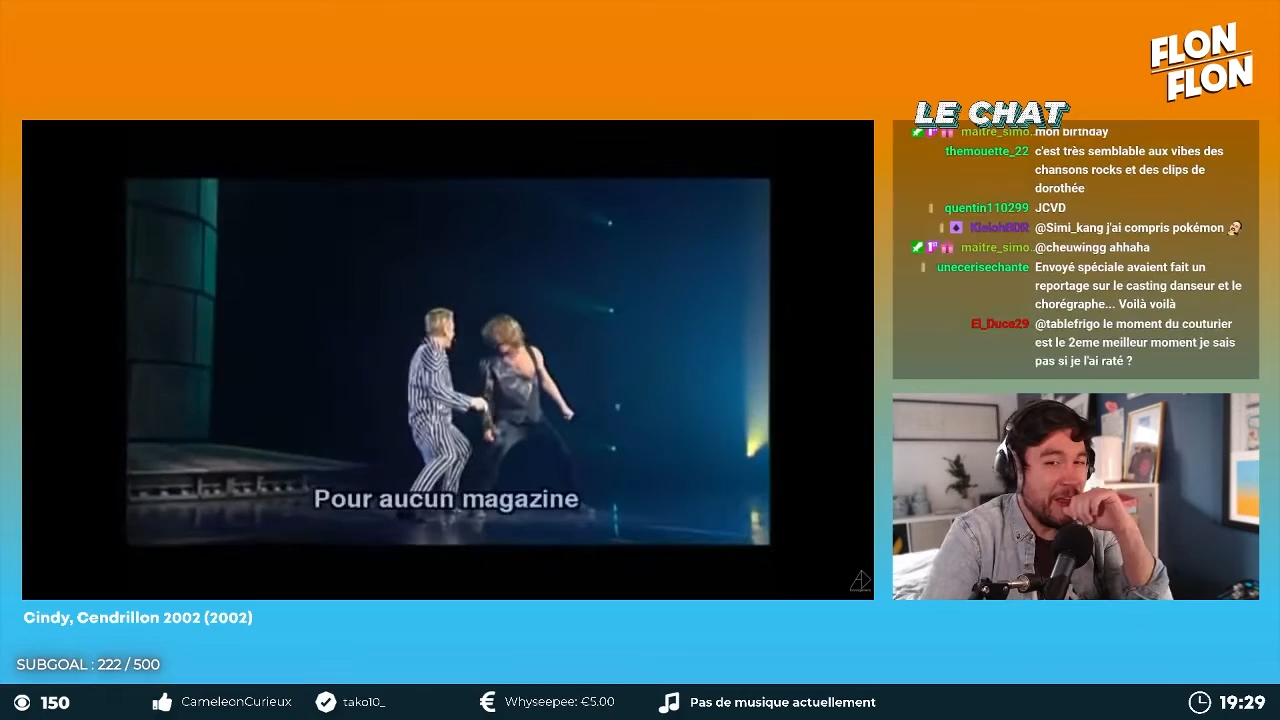 FLON
FLON
LE CHAT
maitre_simo.. mon birthday
themouette_22 c'est très semblable aux vibes des
chansons rocks et des clips de
dorothée
quentin110299 JCVD
@Simi_kang j'ai compris pokémon
maitre_simo.. @cheuwingg ahhaha
unecerisechante Envoyé spéciale avaient fait un
reportage sur le casting danseur et le
chorégraphe... Voilà voilà
El_Duce29 @tablefrigo le moment du couturier
est le 2eme meilleur moment je sais
pas si je l'ai raté ?
Pour aucun magazine
Cindy, Cendrillon 2002 (2002)
SUBGOAL : 222 / 500
150 CameleonCurieux tako10_ € Whyseepee: €5.00 Pas de musique actuellement 19:29